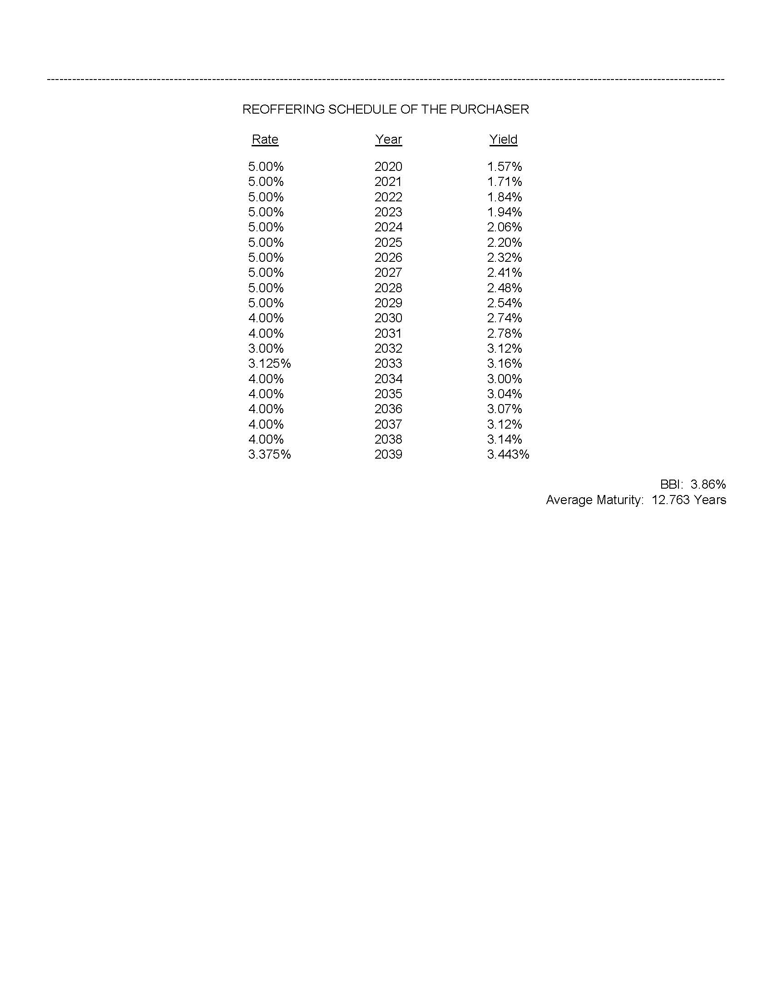 REOFFERING SCHEDULE OF THE PURCHASER
Rate Year Yield
5.00% 2020 1.57%
5.00% 2021 1.71%
5.00% 2022 1.84%
5.00% 2023 1.94%
5.00% 2024 2.06%
5.00% 2025 2.20%
5.00% 2026 2.32%
5.00% 2027 2.41%
5.00% 2028 2.48%
5.00% 2029 2.54%
4.00% 2030 2.74%
4.00% 2031 2.78%
3.00% 2032 3.12%
3.125% 2033 3.16%
4.00% 2034 3.00%
4.00% 2035 3.04%
4.00% 2036 3.07%
4.00% 2037 3.12%
4.00% 2038 3.14%
3.375% 2039 3.443%
BBI: 3.86%
Average Maturity: 12.763 Years